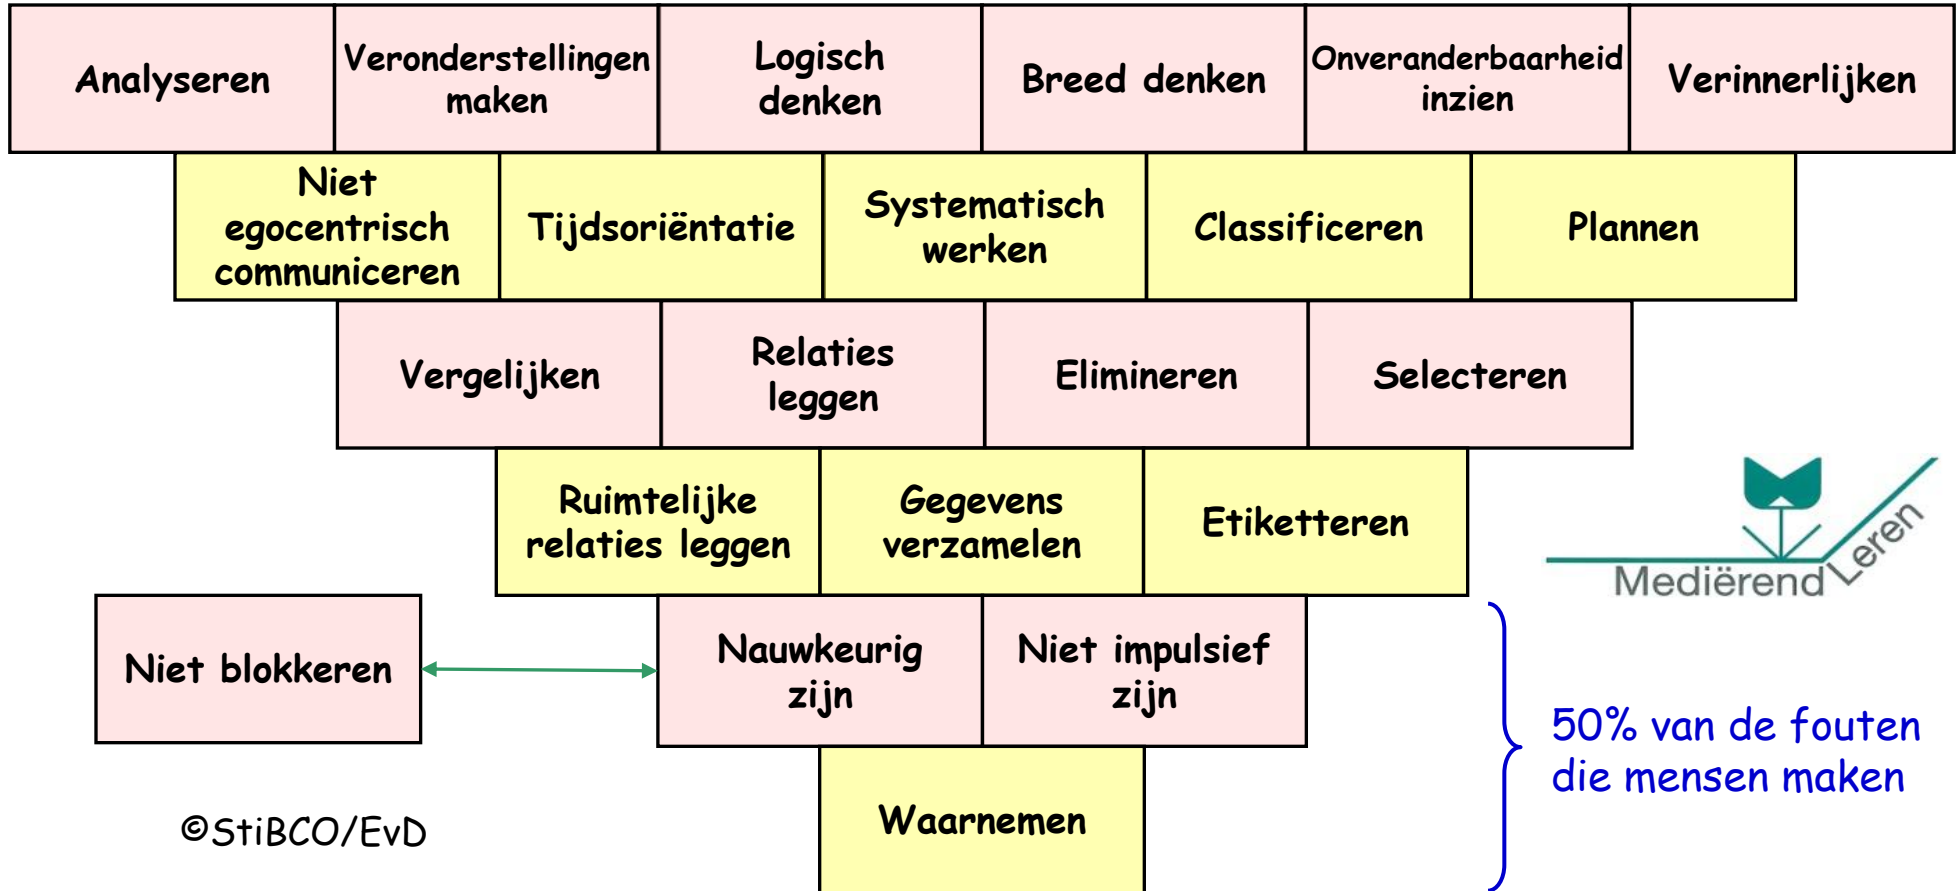 Analyseren
Veronderstellingen
maken
Logisch
denken
Breed denken
Onveranderbaarheid
inzien
Verinnerlijken
Niet
egocentrisch
communiceren
Tijdsoriëntatie
Systematisch
werken
Classificeren
Plannen
Vergelijken
Relaties
leggen
Elimineren
Selecteren
Ruimtelijke
relaties leggen
Gegevens
verzamelen
Etiketteren
Mediërend Leren
Niet blokkeren
Nauwkeurig
zijn
Niet impulsief
zijn
50% van de fouten
die mensen maken
Waarnemen
©StiBCO/EvD